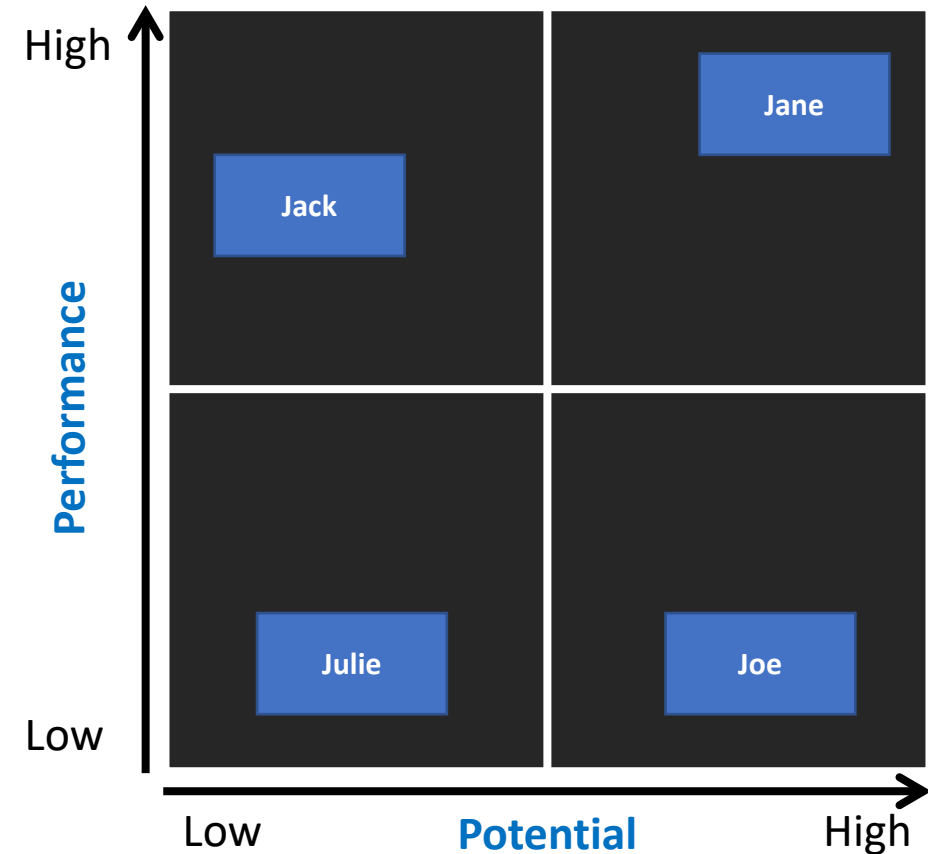 High
Jane
Jack
Performance
Julie
Joe
Low
Low
Potential
High